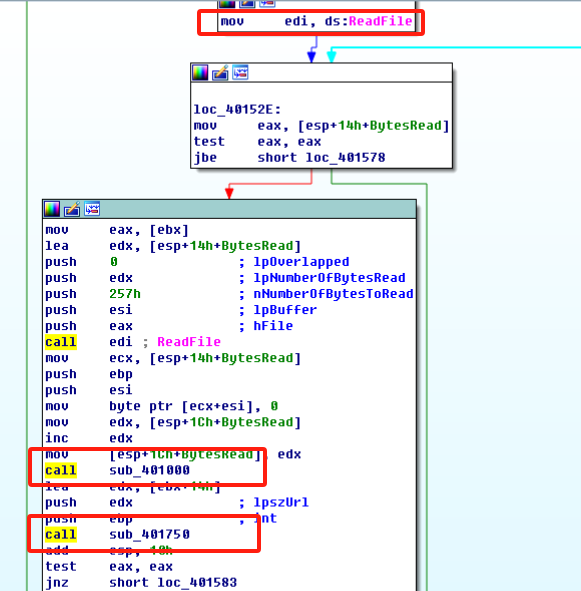 mov edi, ds:ReadFile
loc_40152E:
mov eax, [esp+14h+BytesRead]
test eax, eax
jbe short loc_401578
mov eax, [ebx]
lea edx, [esp+14h+BytesRead]
push 0 ; lpOverlapped
push edx ; lpNumberOfBytesRead
push 257h ; nNumberOfBytesToRead
push esi ; lpBuffer
push eax ; hFile
call edi ; ReadFile
mov ecx, [esp+14h+BytesRead]
push ebp
push esi
mov byte ptr [ecx+esi], 0
mov edx, [esp+1Ch+BytesRead]
inc edx
mov [esp+1Ch+BytesRead], edx
call sub_401000
lea edx, [ebx+14h]
push edx ; lpszUrl
push ebp ; int
call sub_401750
add esp, 10h
test eax, eax
jnz short loc_401583